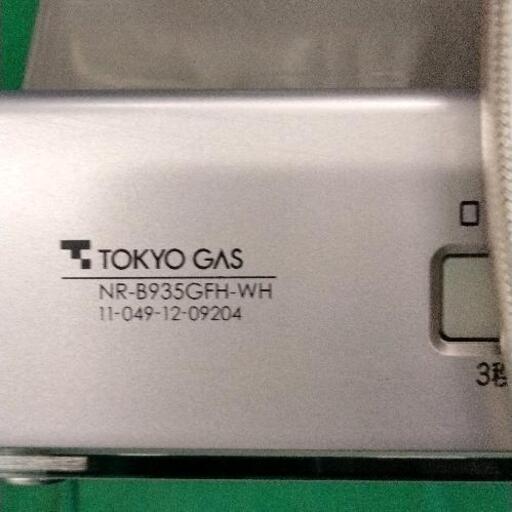 TOKYO GAS
NR-B935GFH-WH
11-049-12-09204
3秒